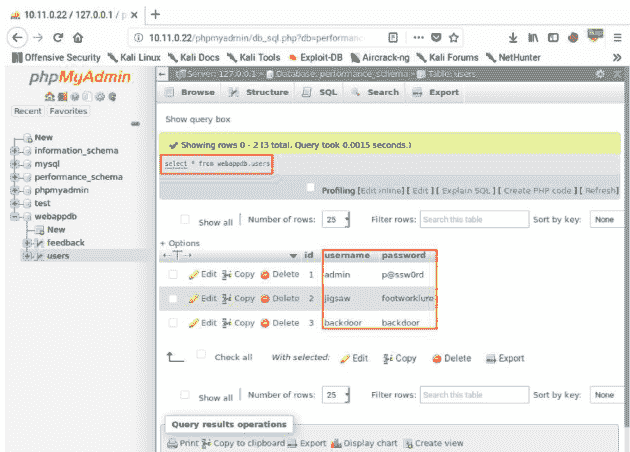 10.11.0.22 / 127.0.0.1 / p
10.11.0.22/phpmyadmin/db_sql.php?db=performanc
Offensive Security Kali Linux Kali Docs Kali Tools Exploit-DB Aircrack-ng Kali Forums NetHunter
phpMyAdmin
Recent Favorites
New
information_schema
mysql
performance_schema
phpmyadmin
test
webappdb
New
feedback
users
Server: 127.0.0.1 » Database: performance_schema » Table: users
Browse Structure SQL Search Export
Show query box
Showing rows 0 - 2 (3 total, Query took 0.0015 seconds.)
select * from webappdb.users
Profiling [Edit inline] [ Edit ] [ Explain SQL ] [ Create PHP code ] [ Refresh]
Show all Number of rows: 25 Filter rows: Search this table Sort by key: None
+ Options
←T→ id username password
Edit Copy Delete 1 admin p@ssw0rd
Edit Copy Delete 2 jigsaw footworklure
Edit Copy Delete 3 backdoor backdoor
Check all With selected: Edit Copy Delete Export
Show all Number of rows: 25 Filter rows: Search this table Sort by key: None
Query results operations
Print Copy to clipboard Export Display chart Create view